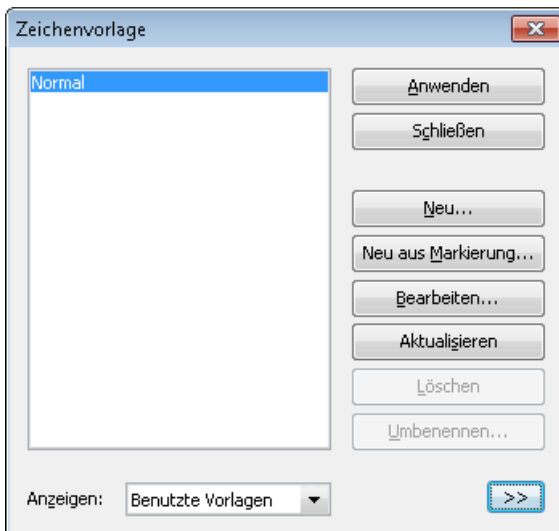 Zeichenvorlage
Normal
Anwenden
Schließen
Neu...
Neu aus Markierung...
Bearbeiten...
Aktualisieren
Löschen
Umbenennen...
Anzeigen: Benutzte Vorlagen >>